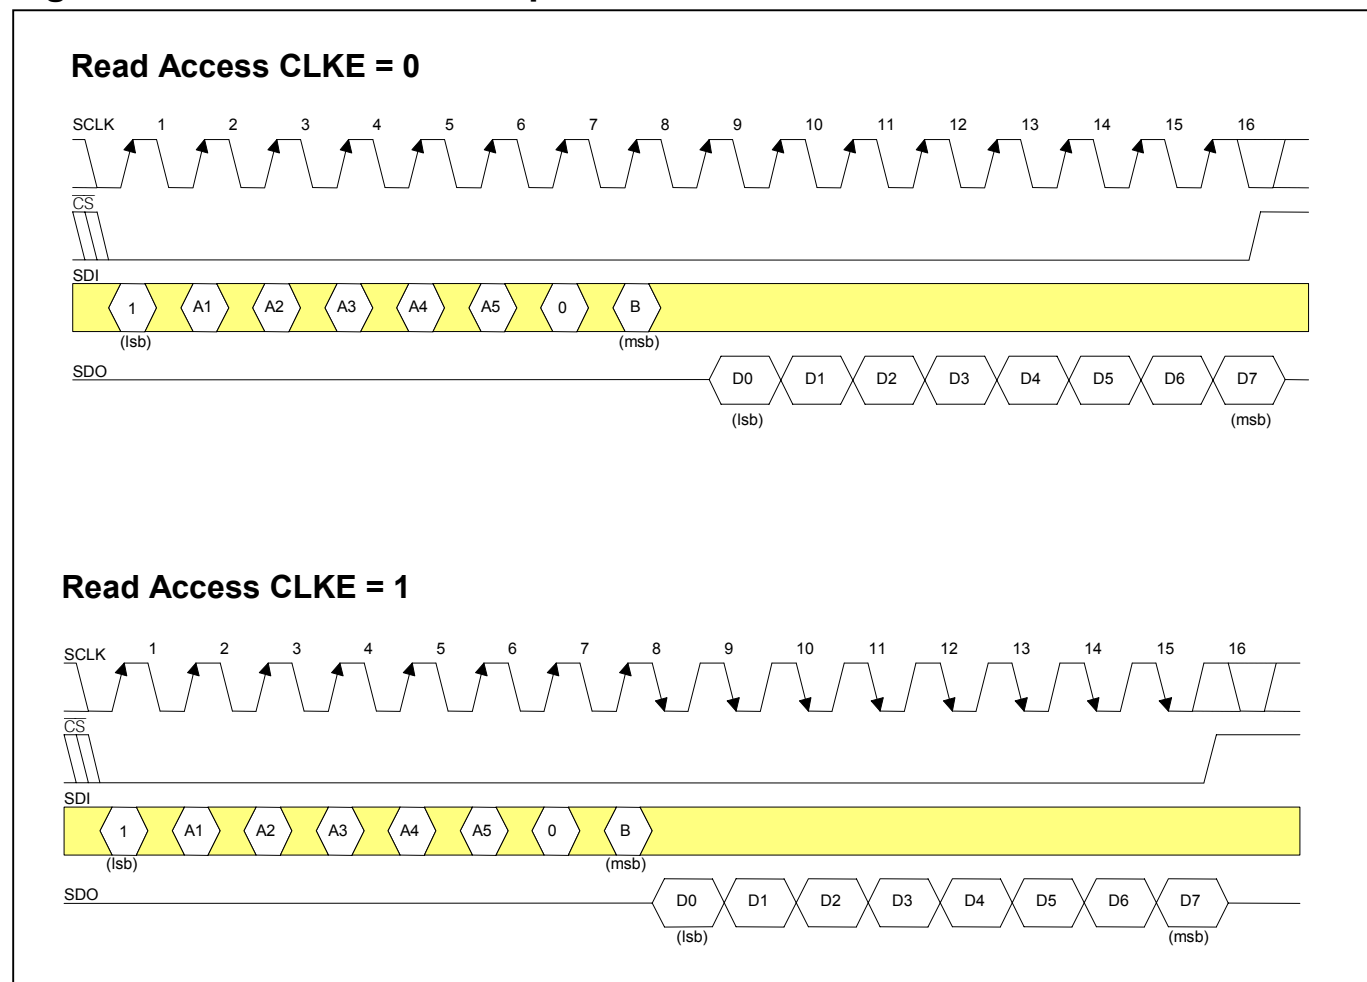 Read Access CLKE = 0
SCLK 1 2 3 4 5 6 7 8 9 10 11 12 13 14 15 16
CS
SDI
1 A1 A2 A3 A4 A5 0 B
(lsb) (msb)
SDO
D0 D1 D2 D3 D4 D5 D6 D7
(lsb) (msb)
Read Access CLKE = 1
SCLK 1 2 3 4 5 6 7 8 9 10 11 12 13 14 15 16
CS
SDI
1 A1 A2 A3 A4 A5 0 B
(lsb) (msb)
SDO
D0 D1 D2 D3 D4 D5 D6 D7
(lsb) (msb)